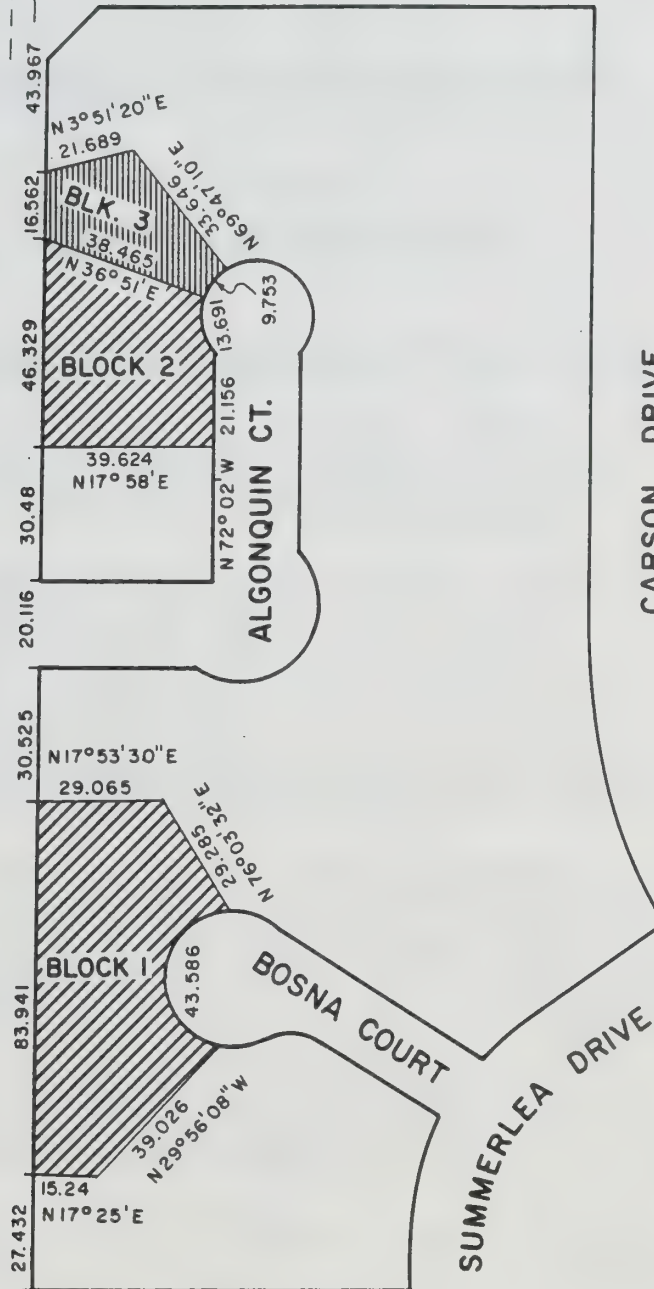 43.967
N 3° 51' 20" E
21.689
16.562
BLK. 3
33.646
N 69° 47' 10" E
38.465
N 36° 51' E
13.691
9.753
46.329
BLOCK 2
21.156
39.624
N 17° 58' E
N 72° 02' W
ALGONQUIN CT.
30.48
20.116
CARSON DRIVE
30.525
N 17° 53' 30" E
29.065
29.285
N 76° 03' 32" E
83.941
BLOCK 1
43.586
BOSNA COURT
39.026
N 29° 56' 08" W
SUMMERLEA DRIVE
15.24
N 17° 25' E
27.432